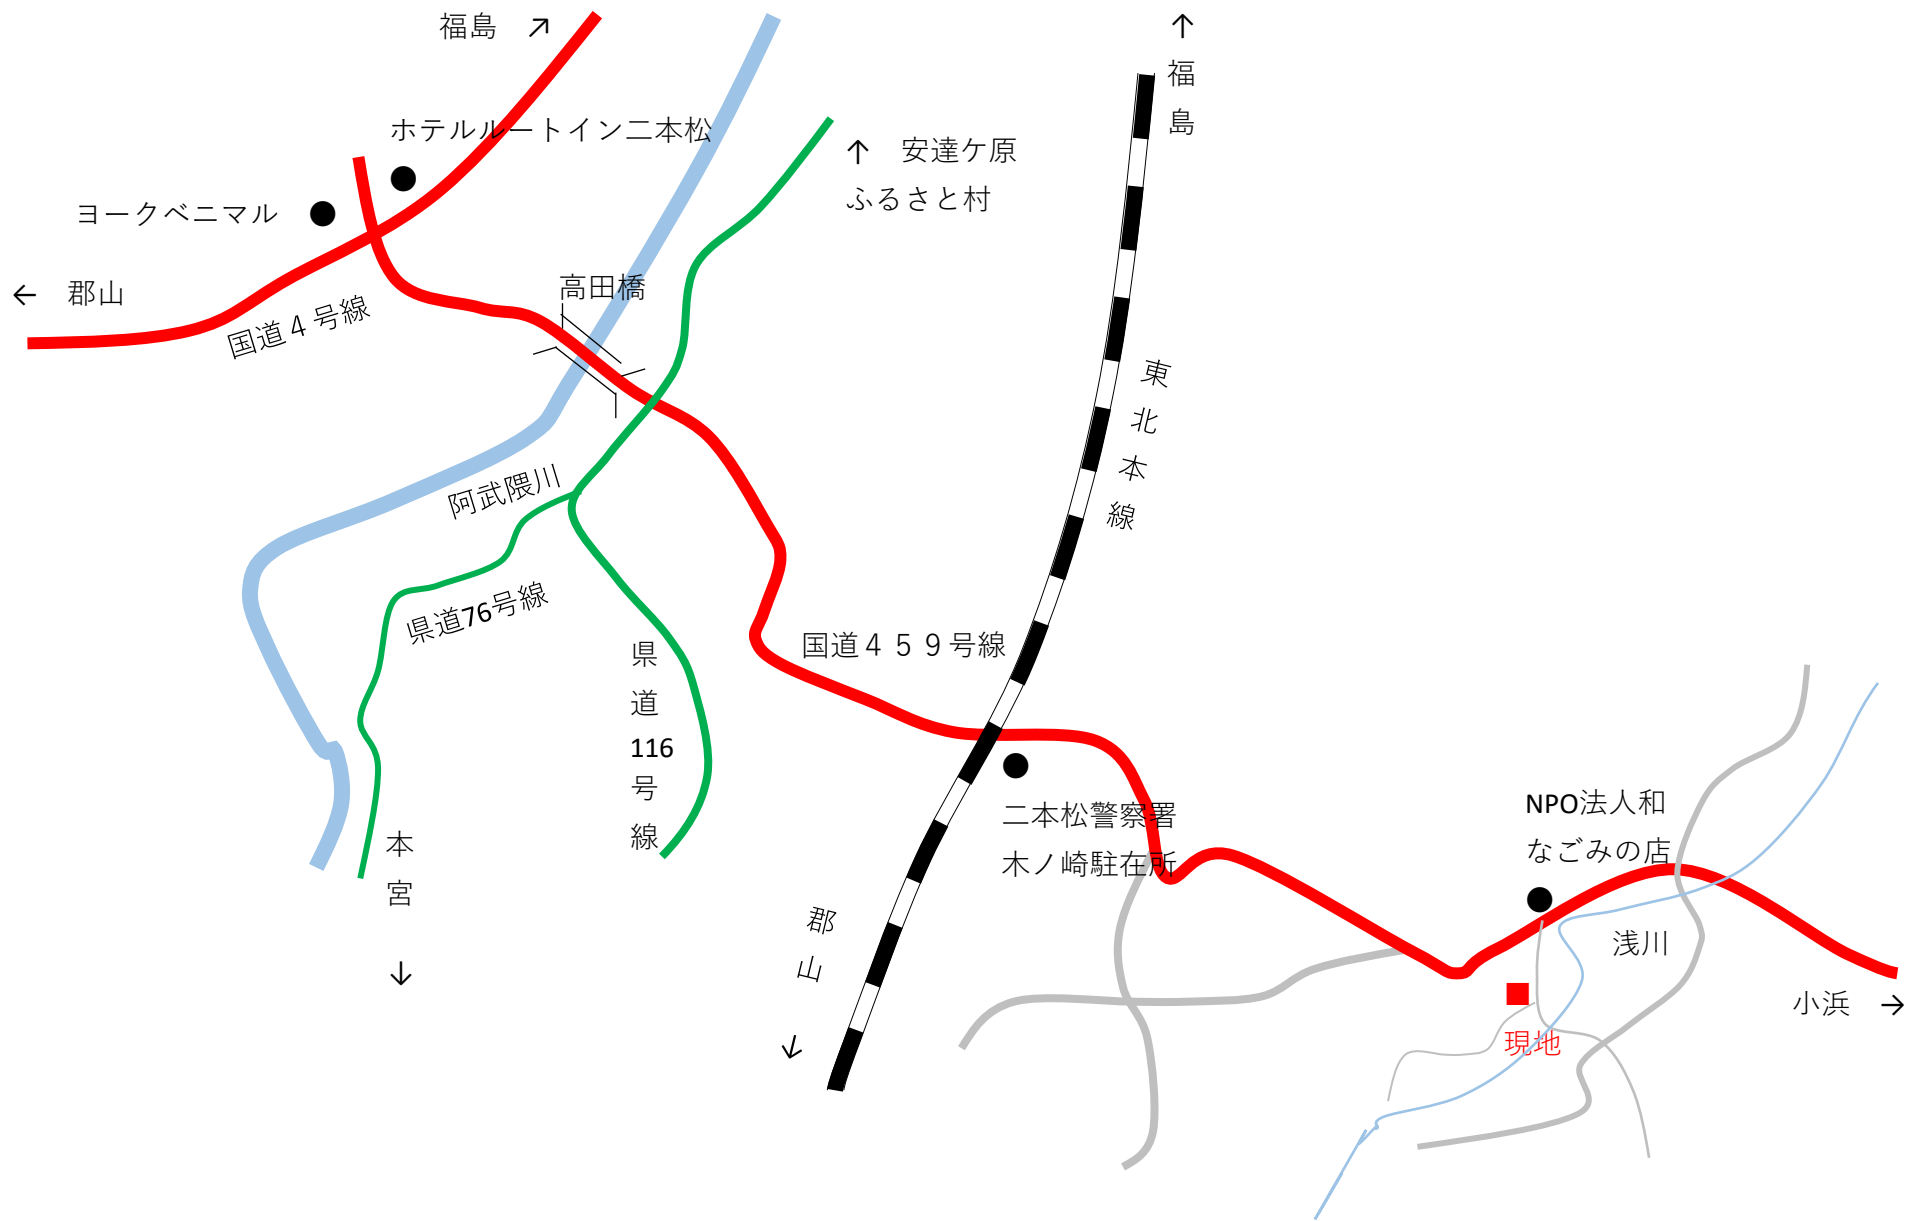 福島 ↗
↑
福島
ホテルルートイン二本松
↑ 安達ケ原
ふるさと村
ヨークベニマル
← 郡山
高田橋
国道４号線
東北本線
阿武隈川
県道76号線
国道４５９号線
県道116号線
二本松警察署
木ノ崎駐在所
NPO法人和
なごみの店
本宮
↓
郡山
↓
浅川
小浜 →
現地